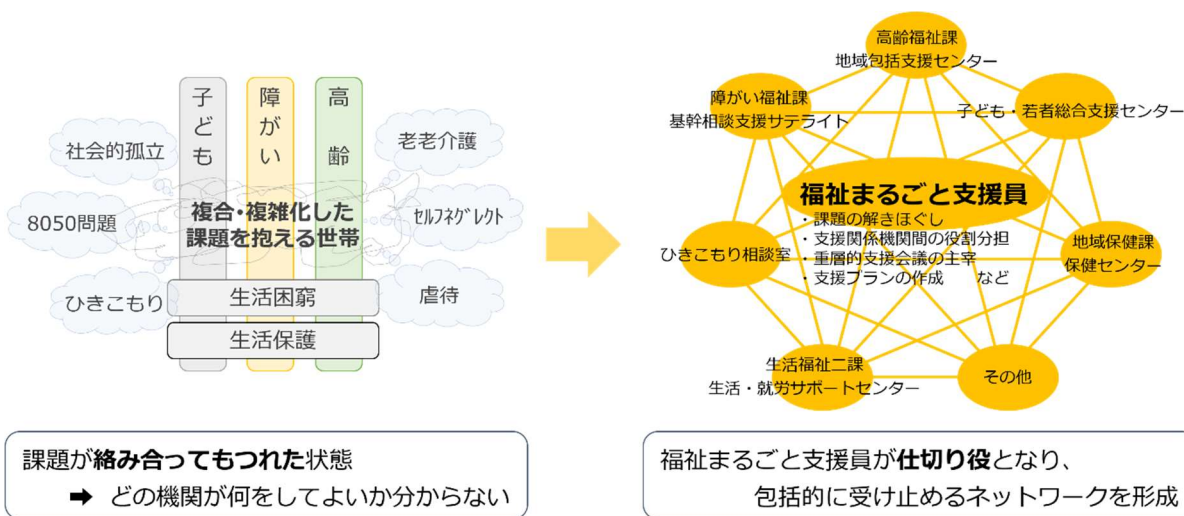 子ども
障がい
高齢
社会的孤立
8050問題
ひきこもり
老老介護
ｾﾙﾌﾈｸﾞﾚｸﾄ
虐待
複合・複雑化した
課題を抱える世帯
生活困窮
生活保護
課題が絡み合ってもつれた状態
➡ どの機関が何をしてよいか分からない
高齢福祉課
地域包括支援センター
障がい福祉課
基幹相談支援サテライト
子ども・若者総合支援センター
福祉まるごと支援員
・課題の解きほぐし
・支援関係機関間の役割分担
・重層的支援会議の主宰
・支援プランの作成　など
ひきこもり相談室
地域保健課
保健センター
生活福祉二課
生活・就労サポートセンター
その他
福祉まるごと支援員が仕切り役となり、
包括的に受け止めるネットワークを形成